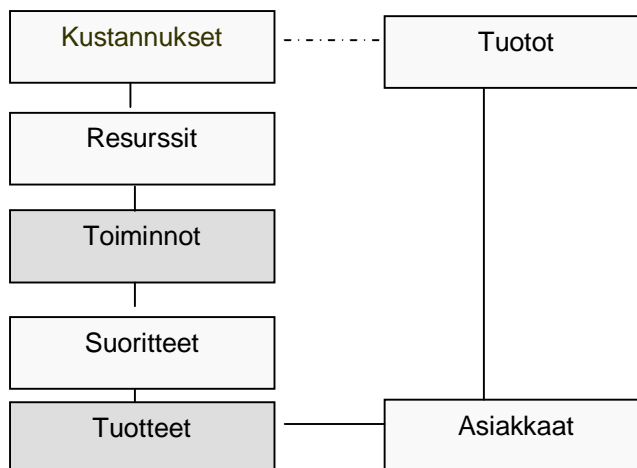 Kustannukset
Tuotot
Resurssit
Toiminnot
Suoritteet
Tuotteet
Asiakkaat